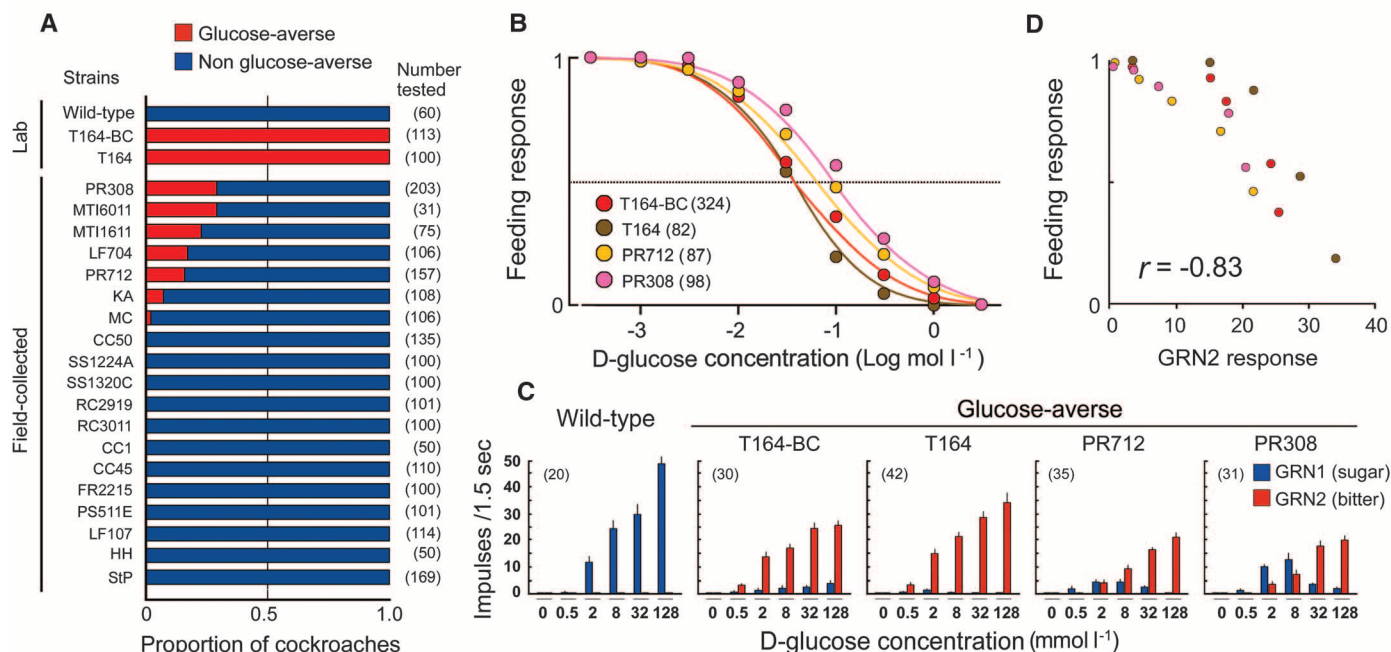 A
Glucose-averse
Non glucose-averse
Strains
Number
tested
Lab
Wild-type (60)
T164-BC (113)
T164 (100)
Field-collected
PR308 (203)
MTI6011 (31)
MTI1611 (75)
LF704 (106)
PR712 (157)
KA (108)
MC (106)
CC50 (135)
SS1224A (100)
SS1320C (100)
RC2919 (101)
RC3011 (100)
CC1 (50)
CC45 (110)
FR2215 (100)
PS511E (101)
LF107 (114)
HH (50)
StP (169)
0 0.5 1.0
Proportion of cockroaches
B
Feeding response
1
0
T164-BC (324)
T164 (82)
PR712 (87)
PR308 (98)
-3 -2 -1 0
D-glucose concentration (Log mol l⁻¹)
D
Feeding response
1
1
r = -0.83
0 10 20 30 40
GRN2 response
C
Wild-type
Glucose-averse
T164-BC T164 PR712 PR308
Impulses /1.5 sec
50
40
30
20
10
0
(20) (30) (42) (35) (31)
GRN1 (sugar)
GRN2 (bitter)
0 0.5 2 8 32 128 0 0.5 2 8 32 128 0 0.5 2 8 32 128 0 0.5 2 8 32 128 0 0.5 2 8 32 128
D-glucose concentration (mmol l⁻¹)